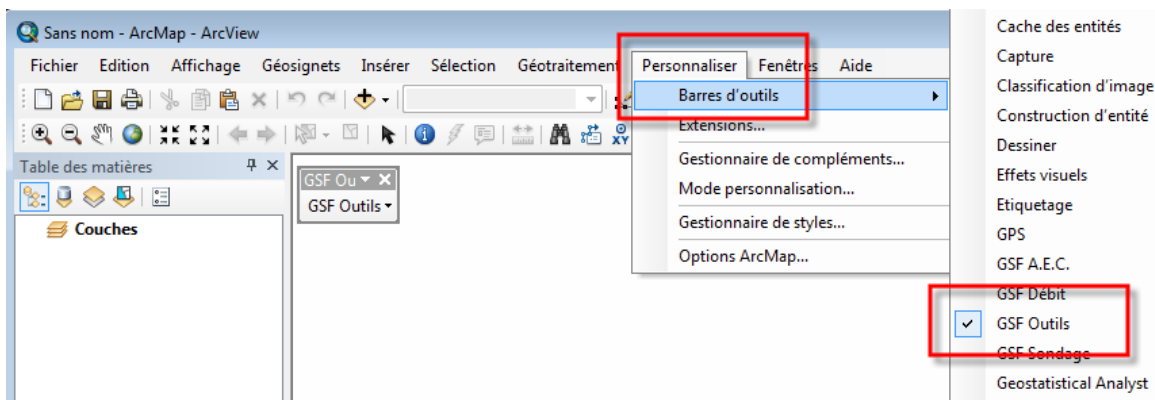 Sans nom - ArcMap - ArcView
Fichier Edition Affichage Géosignets Insérer Sélection Géotraitement Personnaliser Fenêtres Aide
Barres d'outils
Extensions...
Gestionnaire de compléments...
Mode personnalisation...
Gestionnaire de styles...
Options ArcMap...
XY
Table des matières
Couches
GSF Ou
GSF Outils
Cache des entités
Capture
Classification d'image
Construction d'entité
Dessiner
Effets visuels
Etiquetage
GPS
GSF A.E.C.
GSF Débit
GSF Outils
GSF Sondage
Geostatistical Analyst